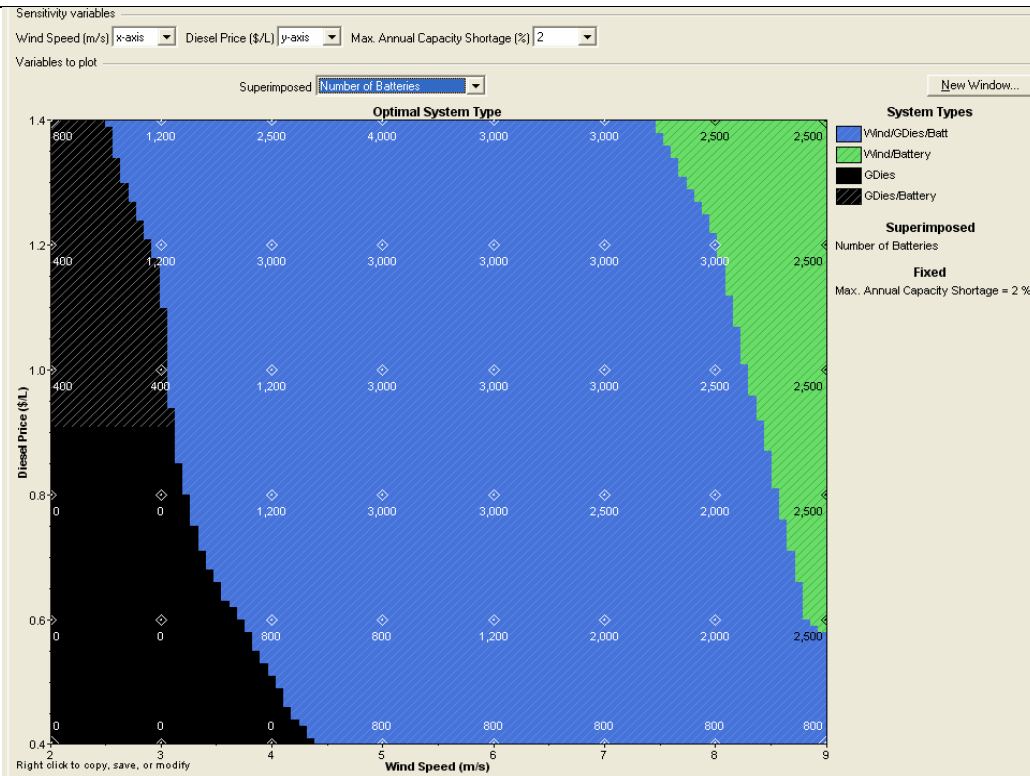 Sensitivity variables
Wind Speed (m/s) x-axis Diesel Price ($/L) y-axis Max. Annual Capacity Shortage (%) 2
Variables to plot
Superimposed Number of Batteries New Window...
Optimal System Type
System Types
Wind/GDies/Batt
Wind/Battery
GDies
GDies/Battery
Superimposed
Number of Batteries
Fixed
Max. Annual Capacity Shortage = 2 %
Diesel Price ($/L)
1.4
600 1,200 2,500 4,000 3,000 3,000 2,500 2,500
1.2
400 1,200 3,000 3,000 3,000 3,000 3,000 2,500
1.0
400 400 1,200 3,000 3,000 3,000 2,500 2,500
0.8
0 0 1,200 3,000 3,000 2,500 2,000 2,500
0.6
0 0 800 800 1,200 2,000 2,000 2,500
0 0 0 800 800 800 800 800
0.4
2 3 4 5 6 7 8 9
Wind Speed (m/s)
Right click to copy, save, or modify